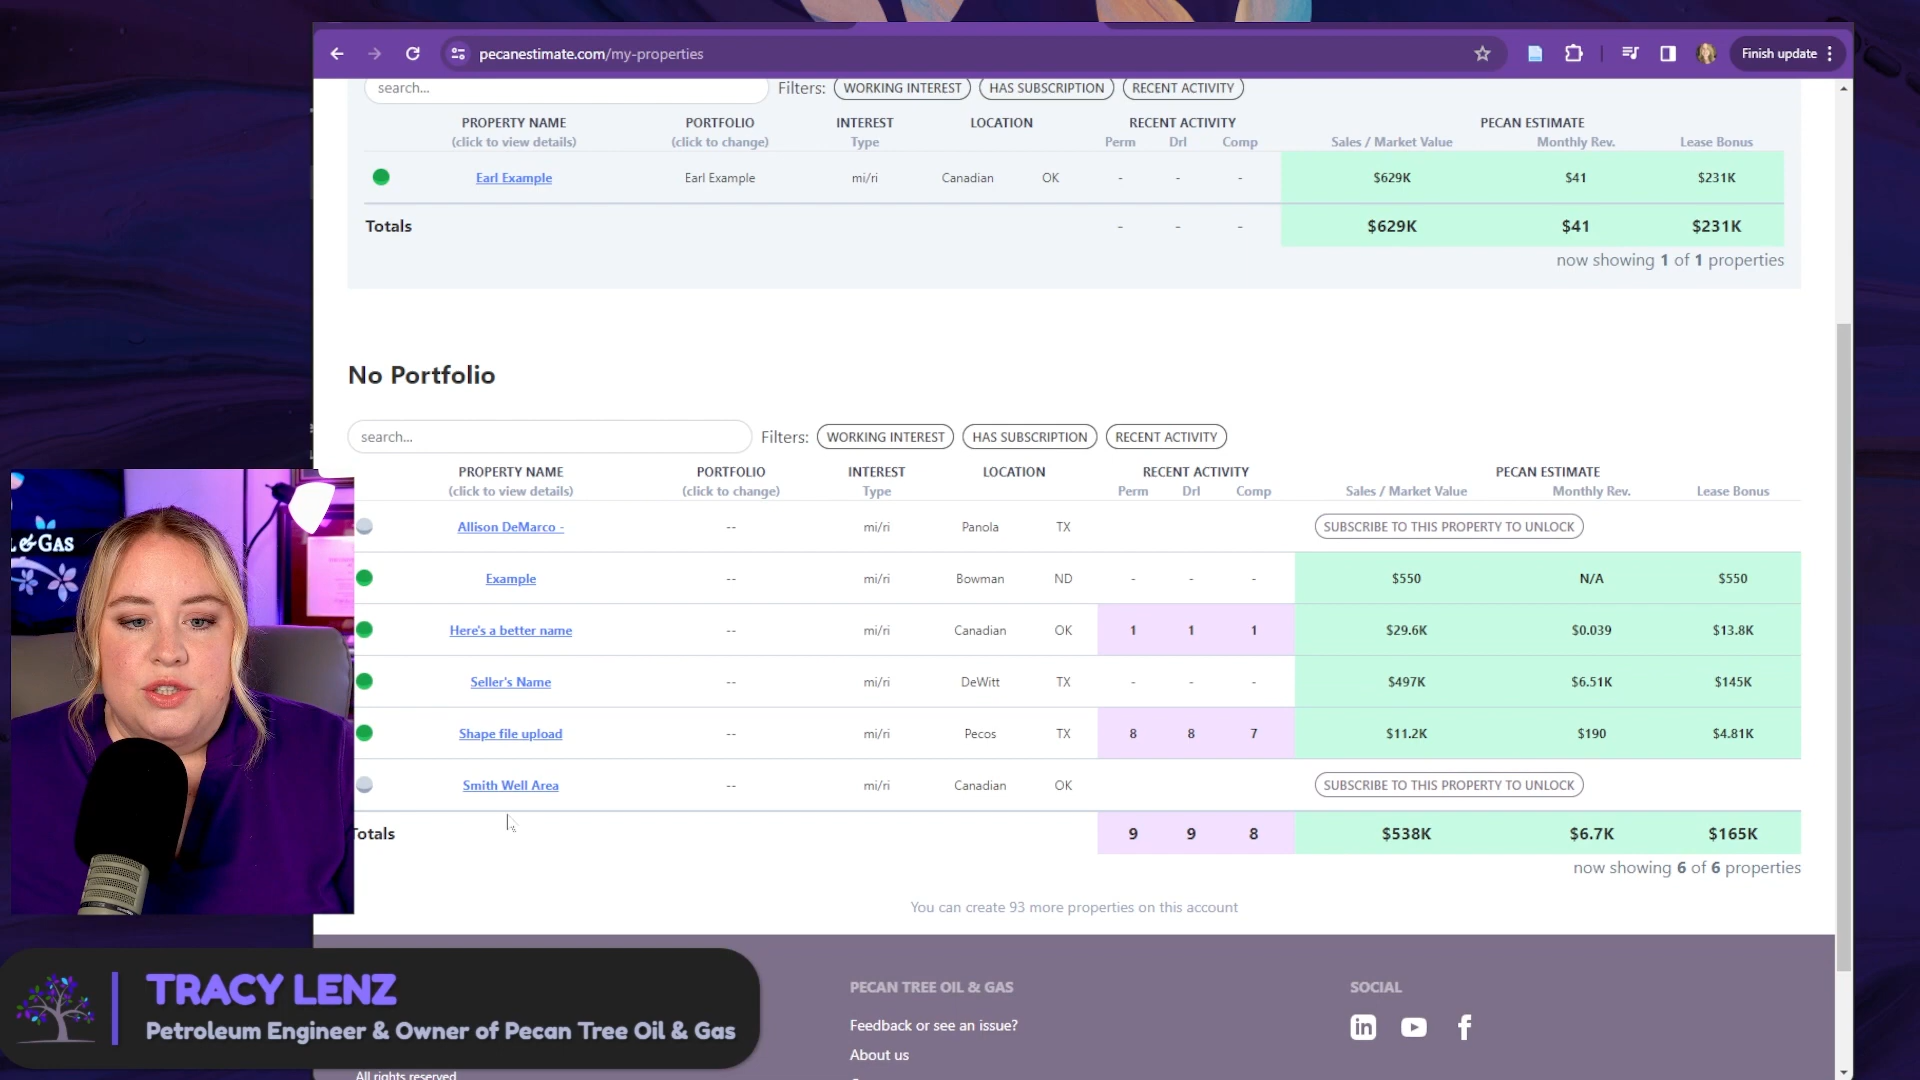 pecanestimate.com/my-properties
Finish update
search...
Filters: WORKING INTEREST HAS SUBSCRIPTION RECENT ACTIVITY
PROPERTY NAME PORTFOLIO INTEREST LOCATION RECENT ACTIVITY PECAN ESTIMATE
(click to view details) (click to change) Type Perm Drl Comp Sales / Market Value Monthly Rev. Lease Bonus
Earl Example Earl Example mi/ri Canadian OK - - - $629K $41 $231K
Totals - - - $629K $41 $231K
now showing 1 of 1 properties
No Portfolio
search...
Filters: WORKING INTEREST HAS SUBSCRIPTION RECENT ACTIVITY
PROPERTY NAME PORTFOLIO INTEREST LOCATION RECENT ACTIVITY PECAN ESTIMATE
(click to view details) (click to change) Type Perm Drl Comp Sales / Market Value Monthly Rev. Lease Bonus
Allison DeMarco - -- mi/ri Panola TX SUBSCRIBE TO THIS PROPERTY TO UNLOCK
Example -- mi/ri Bowman ND - - - $550 N/A $550
Here's a better name -- mi/ri Canadian OK 1 1 1 $29.6K $0.039 $13.8K
Seller's Name -- mi/ri DeWitt TX - - - $497K $6.51K $145K
Shape file upload -- mi/ri Pecos TX 8 8 7 $11.2K $190 $4.81K
Smith Well Area -- mi/ri Canadian OK SUBSCRIBE TO THIS PROPERTY TO UNLOCK
Totals 9 9 8 $538K $6.7K $165K
now showing 6 of 6 properties
You can create 93 more properties on this account
& GAS
TRACY LENZ
Petroleum Engineer & Owner of Pecan Tree Oil & Gas
All rights reserved
PECAN TREE OIL & GAS
Feedback or see an issue?
About us
SOCIAL
in
f